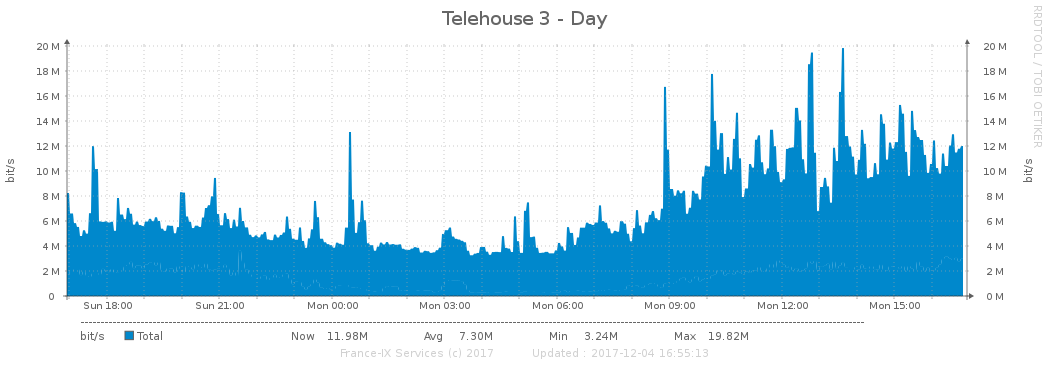 Telehouse 3 - Day
RRDTOOL / TOBI OETIKER
bit/s
bit/s
20 M 20 M
18 M 18 M
16 M 16 M
14 M 14 M
12 M 12 M
10 M 10 M
8 M 8 M
6 M 6 M
4 M 4 M
2 M 2 M
0 0 M
Sun 18:00 Sun 21:00 Mon 00:00 Mon 03:00 Mon 06:00 Mon 09:00 Mon 12:00 Mon 15:00
bit/s Total Now 11.98M Avg 7.30M Min 3.24M Max 19.82M
France-IX Services (c) 2017 Updated : 2017-12-04 16:55:13